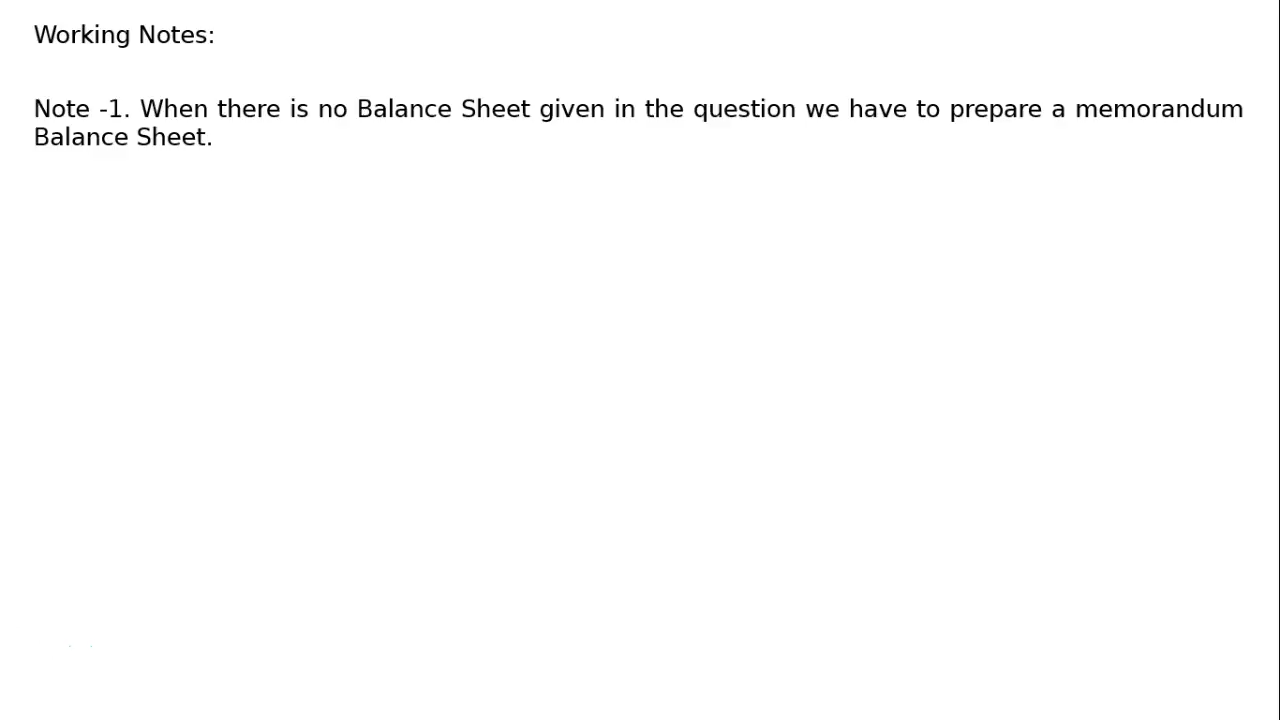 Working Notes:
Note -1. When there is no Balance Sheet given in the question we have to prepare a memorandum
Balance Sheet.